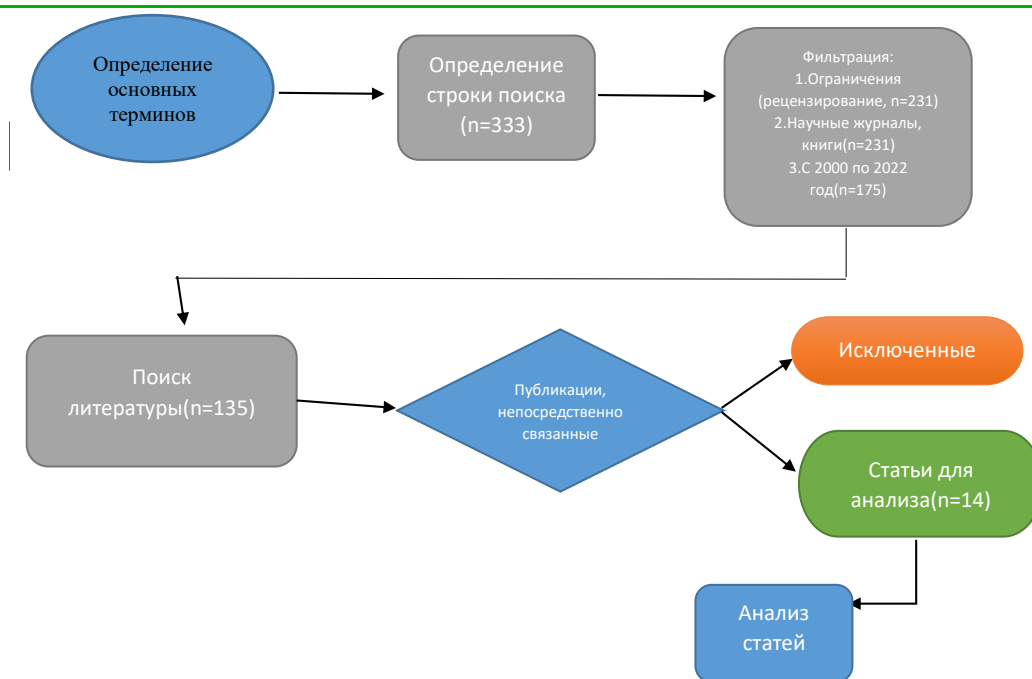 Определение
основных
терминов
Определение
строки поиска
(n=333)
Фильтрация:
1.Ограничения
(рецензирование, n=231)
2.Научные журналы,
книги(n=231)
3.С 2000 по 2022
год(n=175)
Поиск
литературы(n=135)
Публикации,
непосредственно
связанные
Исключенные
Статьи для
анализа(n=14)
Анализ
статей